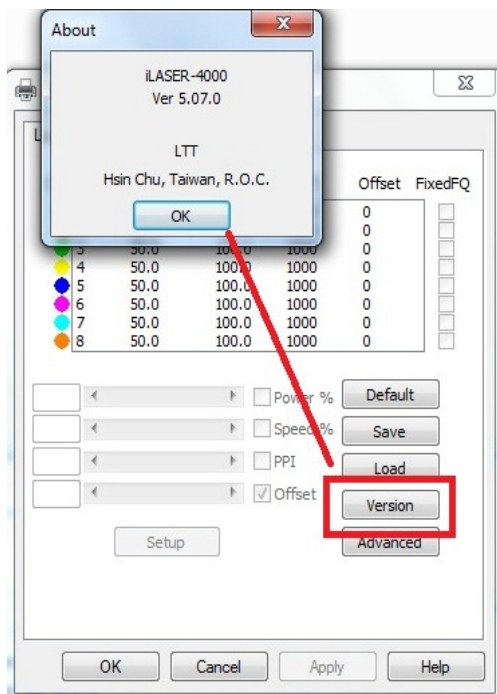 About
iLASER-4000
Ver 5.07.0
LTT
Hsin Chu, Taiwan, R.O.C.
OK
Offset FixedFQ
0
0
3 50.0 100.0 1000 0
4 50.0 100.0 1000 0
5 50.0 100.0 1000 0
6 50.0 100.0 1000 0
7 50.0 100.0 1000 0
8 50.0 100.0 1000 0
Power % Default
Speed % Save
PPI Load
Offset Version
Setup Advanced
OK Cancel Apply Help